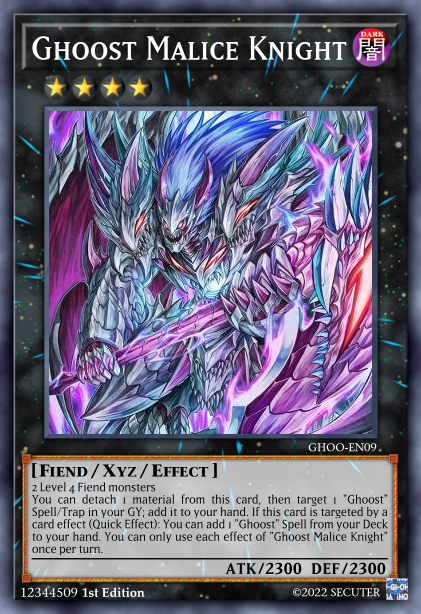 Ghoost Malice Knight
DARK
闇
GHOO-EN09
[Fiend/Xyz/Effect]
2 Level 4 Fiend monsters
You can detach 1 material from this card, then target 1 "Ghoost"
Spell/Trap in your GY; add it to your hand. If this card is targeted by a
card effect (Quick Effect): You can add 1 "Ghoost" Spell from your Deck
to your hand. You can only use each effect of "Ghoost Malice Knight"
once per turn.
ATK/2300 DEF/2300
12344509 1st Edition ©2022 SECUTER